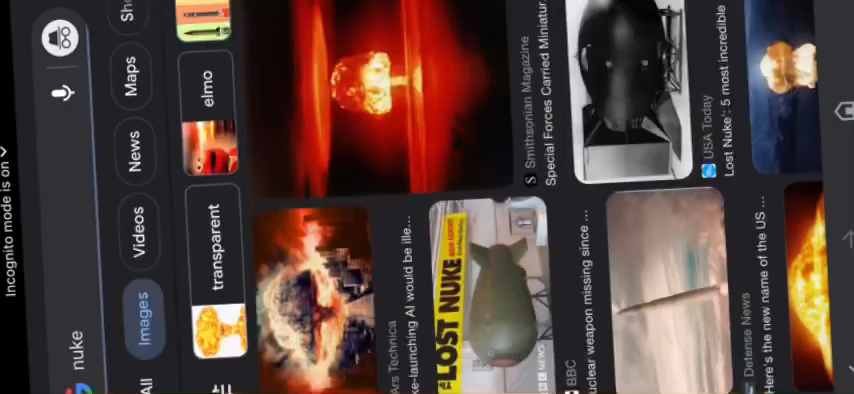 Incognito mode is on
nuke
All
Images
Videos
News
Maps
Sho
transparent
elmo
Ars Technica
ke-launching AI would be ille...
Smithsonian Magazine
Special Forces Carried Miniatur
LOST NUKE
NEWS
BBC
uclear weapon missing since ...
USA Today
Lost Nuke': 5 most incredible
Defense News
Here's the new name of the US ...